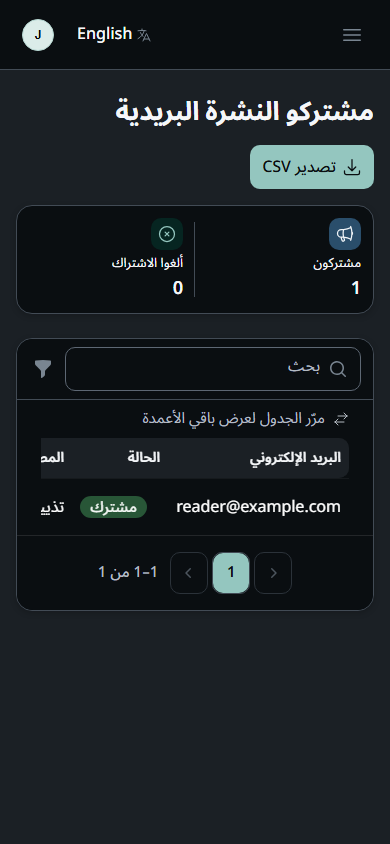 J
English
مشتركو النشرة البريدية
تصدير CSV
مشتركون
1
ألغوا الاشتراك
0
بحث
مرّر الجدول لعرض باقي الأعمدة
البريد الإلكتروني الحالة
reader@example.com مشترك
1
1–1 من 1